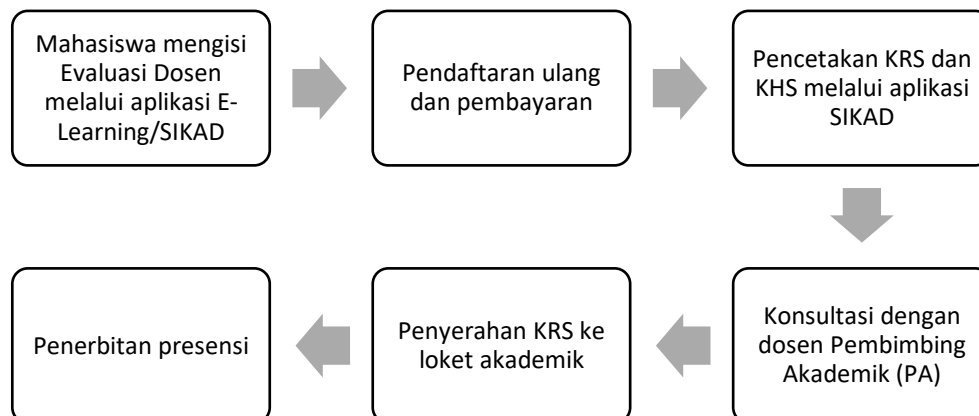 Mahasiswa mengisi
Evaluasi Dosen
melalui aplikasi E-
Learning/SIKAD
Pendaftaran ulang
dan pembayaran
Pencetakan KRS dan
KHS melalui aplikasi
SIKAD
Konsultasi dengan
dosen Pembimbing
Akademik (PA)
Penyerahan KRS ke
loket akademik
Penerbitan presensi